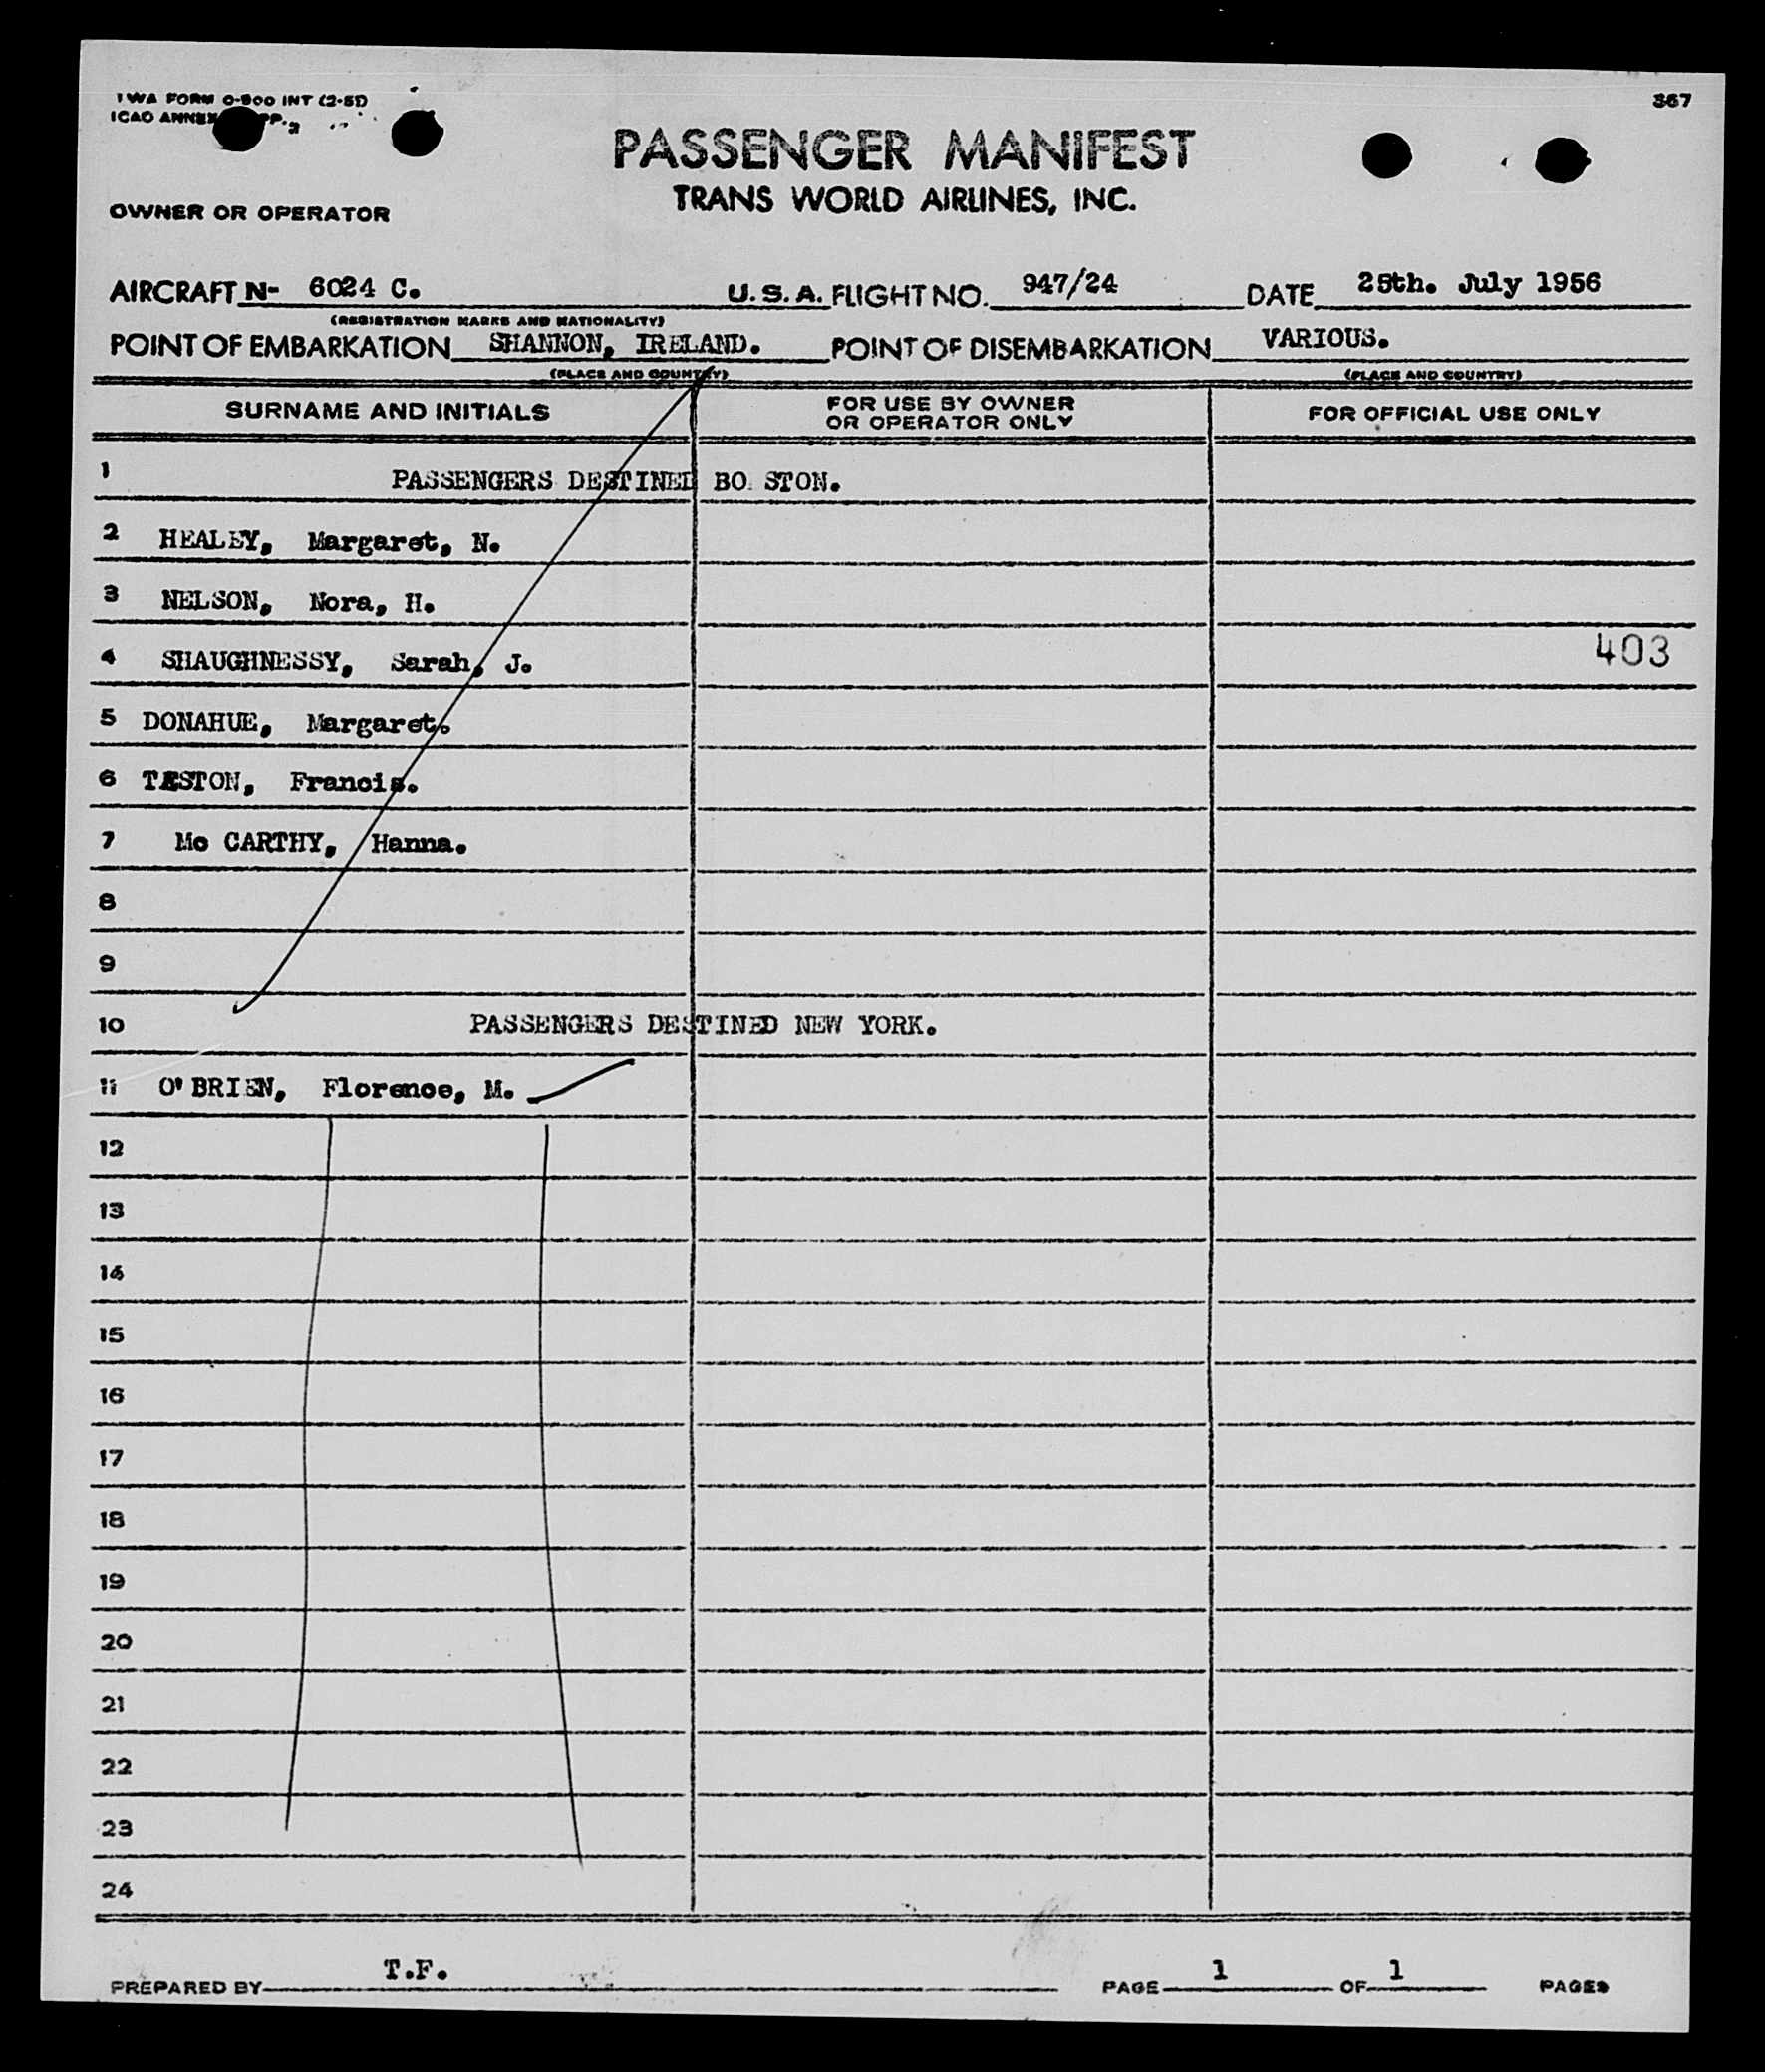 TWA FORM O-900 INT (2-51)
367
ICAO ANNEX
PASSENGER MANIFEST
TRANS WORLD AIRLINES, INC.
OWNER OR OPERATOR
AIRCRAFT N- 6024 C. U.S.A. FLIGHT NO. 947/24 DATE 25th. July 1956
(REGISTRATION MARKS AND NATIONALITY)
POINT OF EMBARKATION SHANNON, IRELAND. POINT OF DISEMBARKATION VARIOUS.
(PLACE AND COUNTRY) (PLACE AND COUNTRY)
SURNAME AND INITIALS FOR USE BY OWNER OR OPERATOR ONLY FOR OFFICIAL USE ONLY
1 PASSENGERS DESTINED BO STON.
2 HEALEY, Margaret, N.
3 NELSON, Nora, H.
4 SHAUGHNESSY, Sarah, J. 403
5 DONAHUE, Margaret.
6 TESTON, Francis.
7 Mc CARTHY, Hanna.
8
9
10 PASSENGERS DESTINED NEW YORK.
11 O'BRIEN, Florence, M.
12
13
14
15
16
17
18
19
20
21
22
23
24
PREPARED BY T.F. PAGE 1 OF 1 PAGES